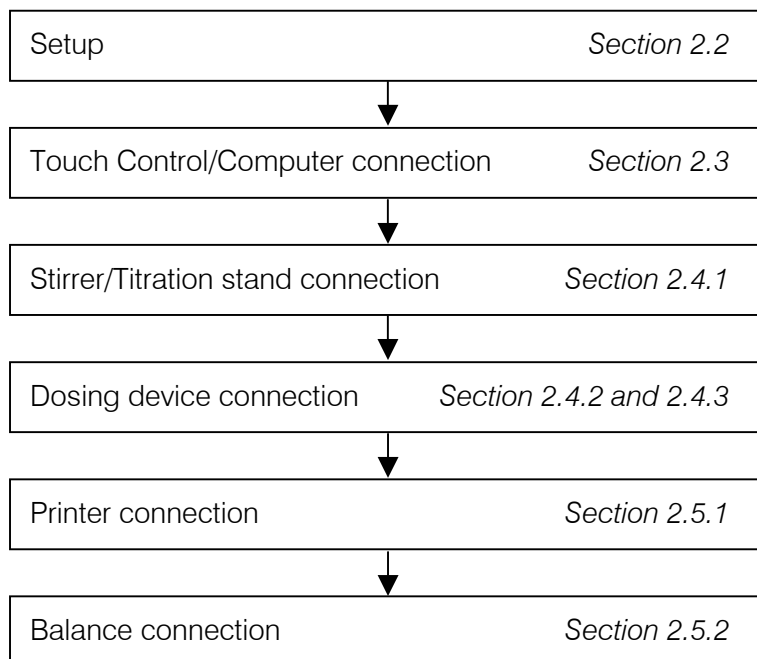 Setup Section 2.2
Touch Control/Computer connection Section 2.3
Stirrer/Titration stand connection Section 2.4.1
Dosing device connection Section 2.4.2 and 2.4.3
Printer connection Section 2.5.1
Balance connection Section 2.5.2